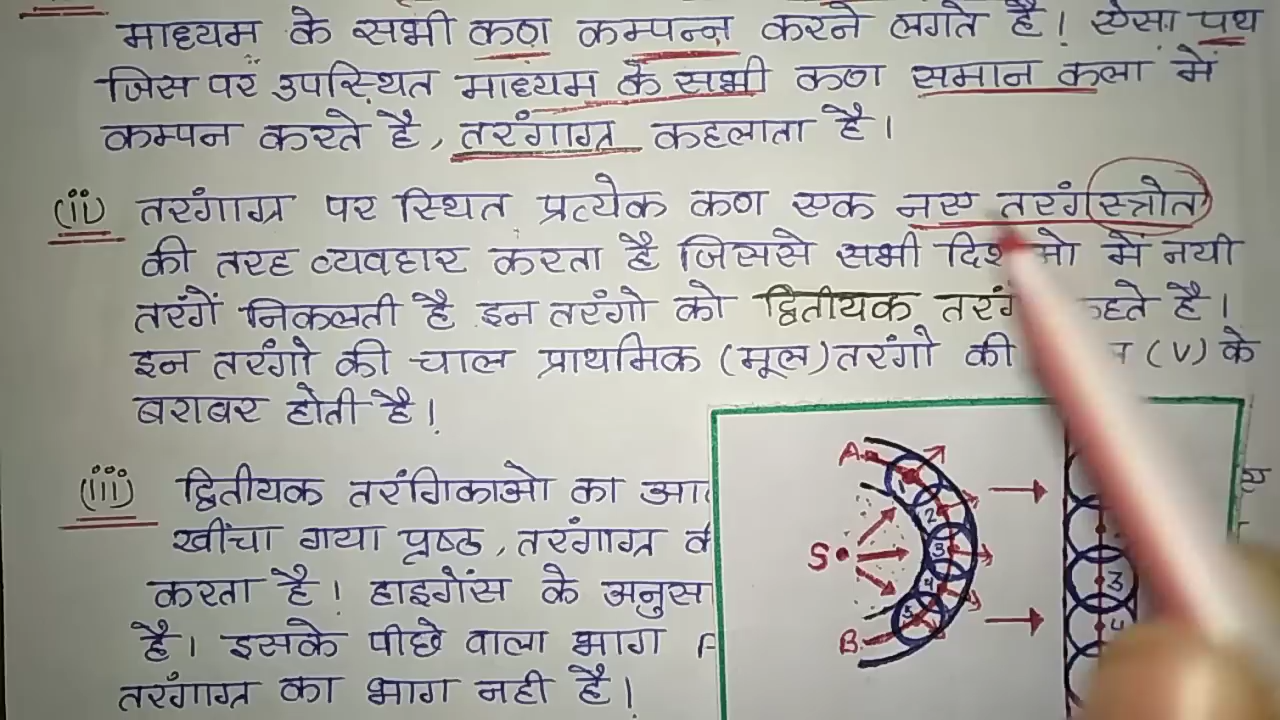 माध्यम के सभी कण कम्पन्न करने लगते है। ऐसा पथ
जिस पर उपस्थित माध्यम के सभी कण समान कला में
कम्पन करते है, तरंगाग्र कहलाता है।
(ii) तरंगाग्र पर स्थित प्रत्येक कण एक नए तरंग स्त्रोत
की तरह व्यवहार करता है जिससे सभी में नयी
तरंगें निकलती है इन तरंगो को द्वितीयक है।
इन तरंगो की चाल प्राथमिक (मूल) तरंगो की (v) के
बराबर होती है।
(iii) द्वितीयक तरंगिकाओ का
खींचा गया पृष्ठ, तरंगाग्र
करता है। हाइगेंस के
है। इसके पीछे वाला भाग
तरंगाग्र का भाग नही है।
A
1
2
S 3 3
4 4
5
B